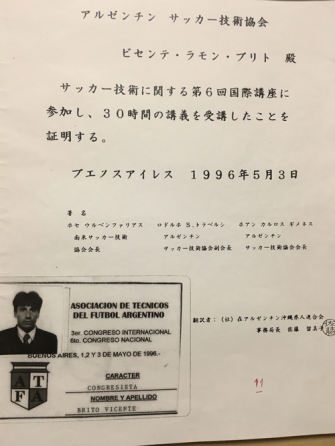 アルゼンチン サッカー技術協会
ビセンテ・ラモン・ブリト 殿
サッカー技術に関する第6回国際講座に
参加し、30時間の講義を受講したことを
証明する。
ブエノスアイレス 1996年5月3日
署 名
ホセ ウルベンファリアス ロドルホ S.トラベルシ ホアン カルロス ギメネス
南米サッカー技術 アルゼンチン アルゼンチン
協会会長 サッカー技術協会副会長 サッカー技術協会会長
翻訳者:(社)在アルゼンチン沖縄県人連合会
事務局長 佐藤
ASOCIACION DE TECNICOS
DEL FUTBOL ARGENTINO
3er. CONGRESO INTERNACIONAL
6to. CONGRESO NACIONAL
BUENOS AIRES, 1,2 Y 3 DE MAYO DE 1996.-
CARACTER
CONGRESISTA
NOMBRE Y APELLIDO
BRITO VICENTE
A T
F A